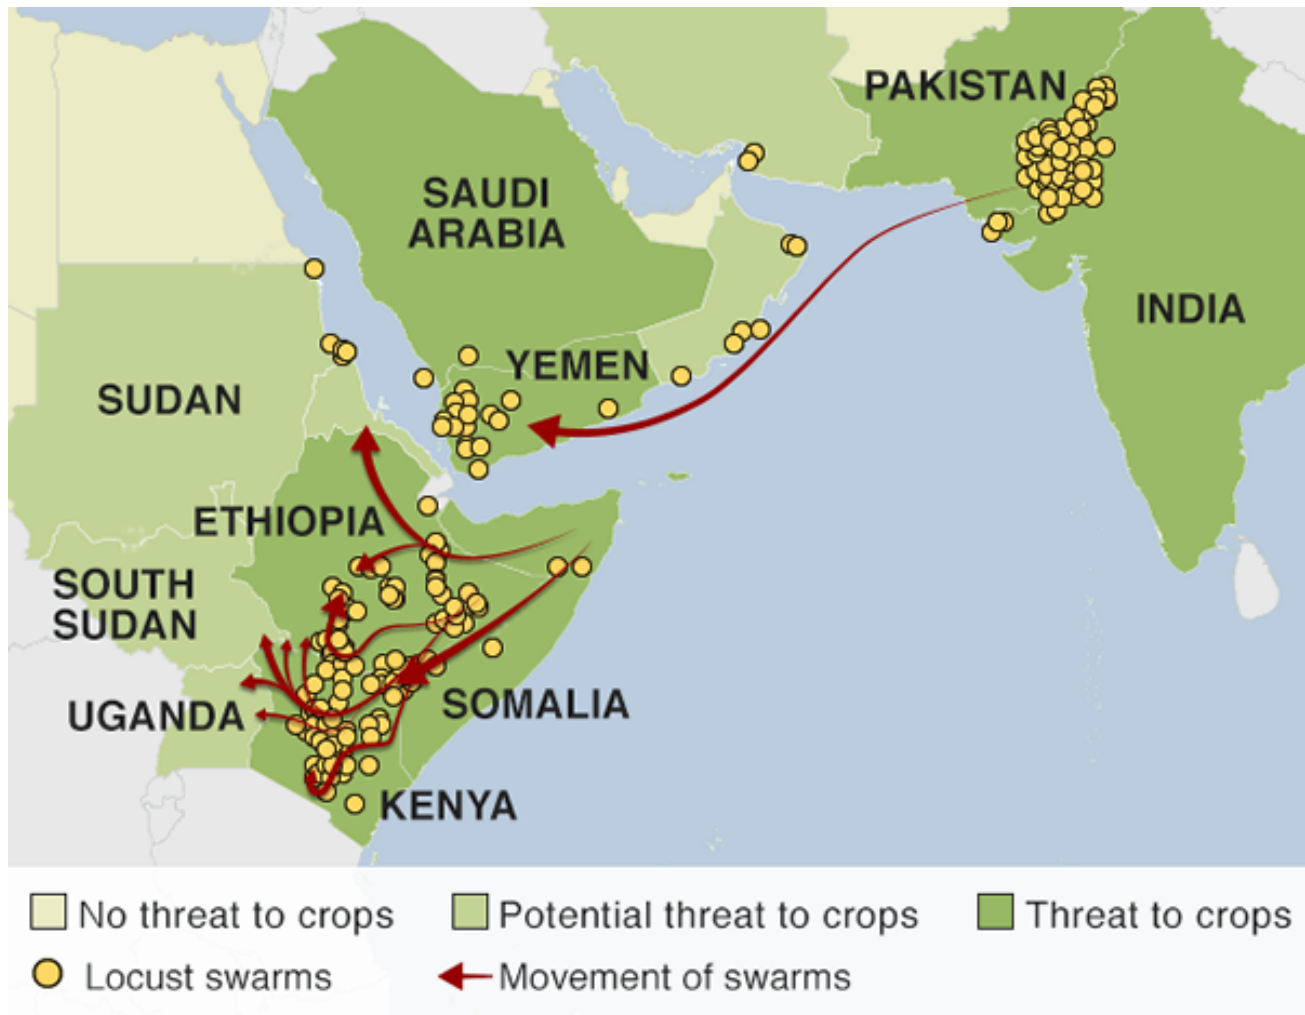 PAKISTAN
SAUDI
ARABIA
INDIA
YEMEN
SUDAN
ETHIOPIA
SOUTH
SUDAN
SOMALIA
UGANDA
KENYA
No threat to crops
Potential threat to crops
Threat to crops
Locust swarms
Movement of swarms